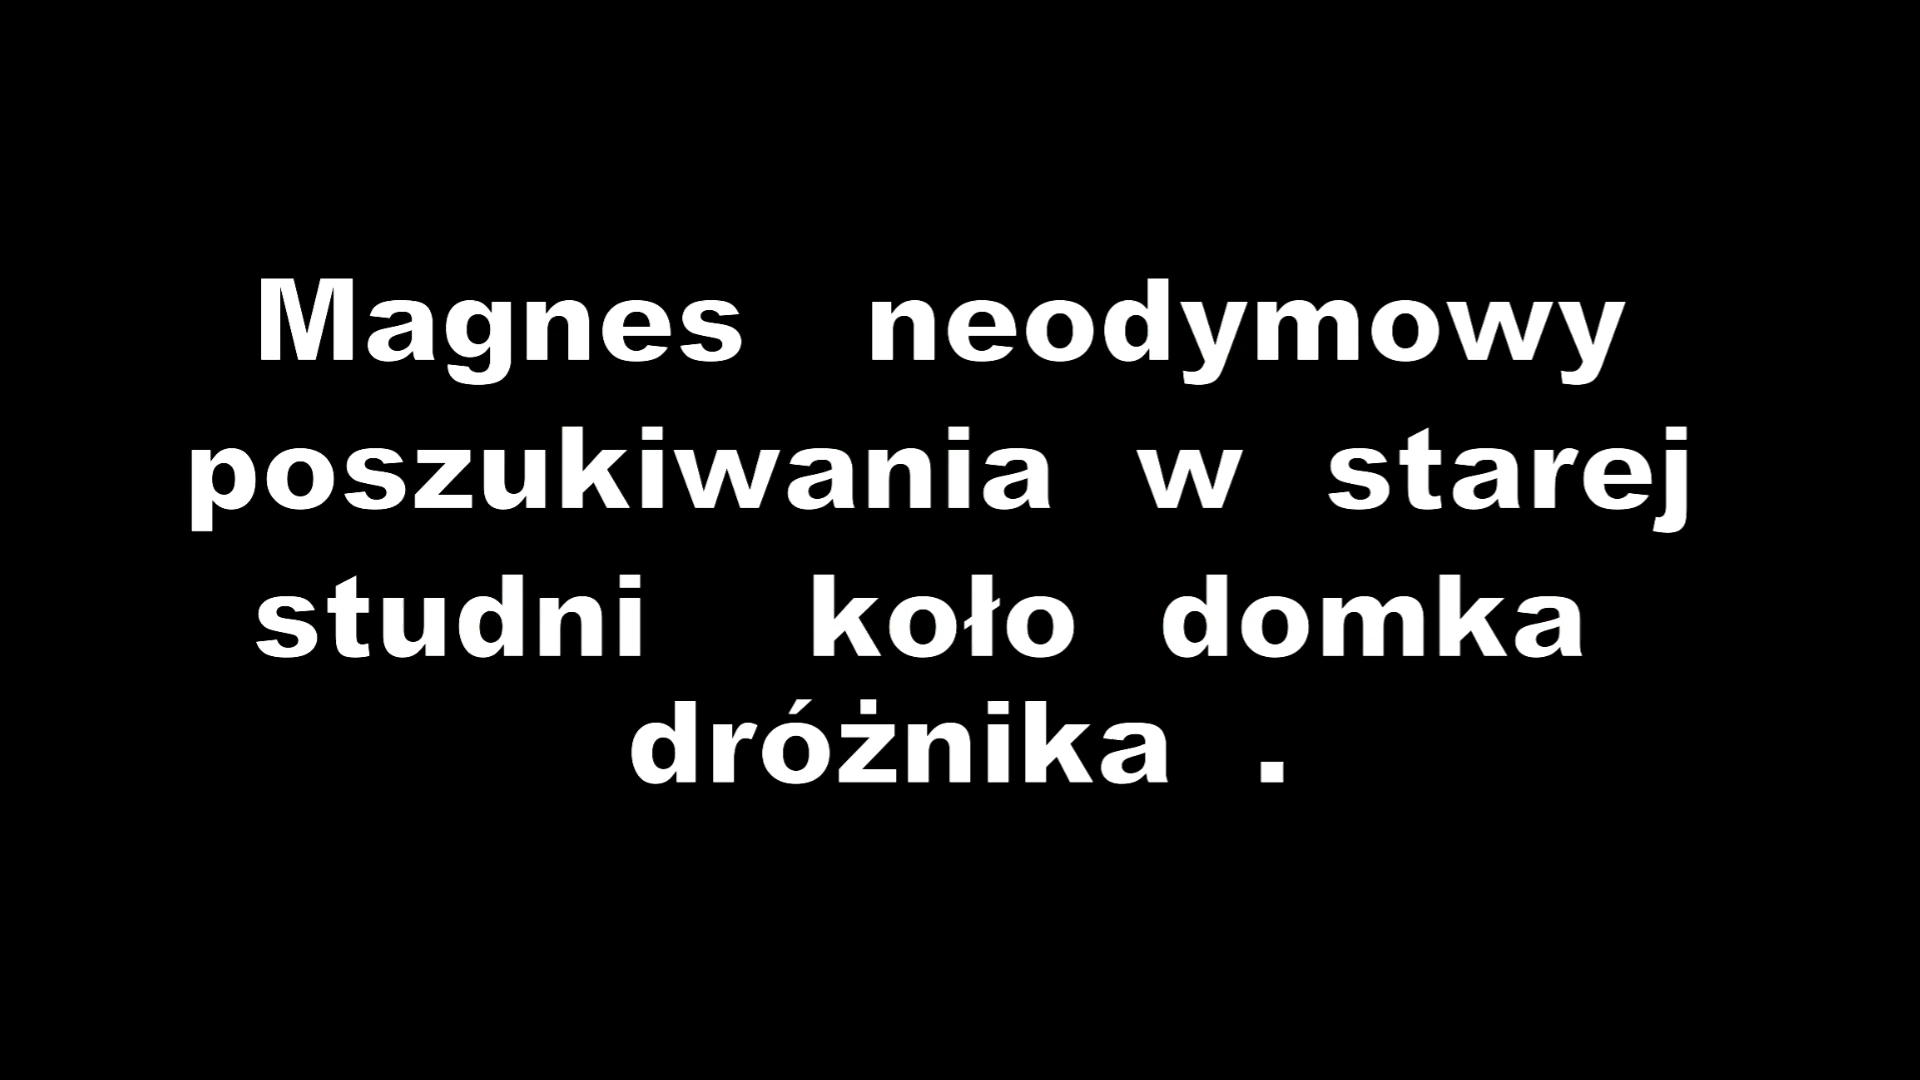 Magnes neodymowy
poszukiwania w starej
studni koło domka
dróżnika .